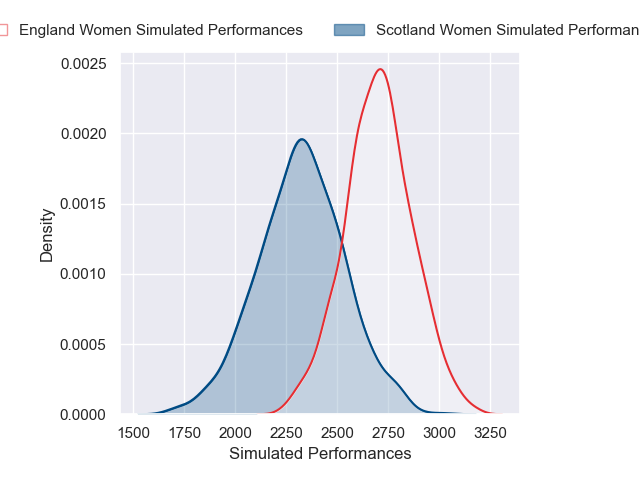 England Women Simulated Performances
Scotland Women Simulated Performan
0.0025
0.0020
0.0015
0.0010
0.0005
0.0000
Density
1500 1750 2000 2250 2500 2750 3000 3250
Simulated Performances